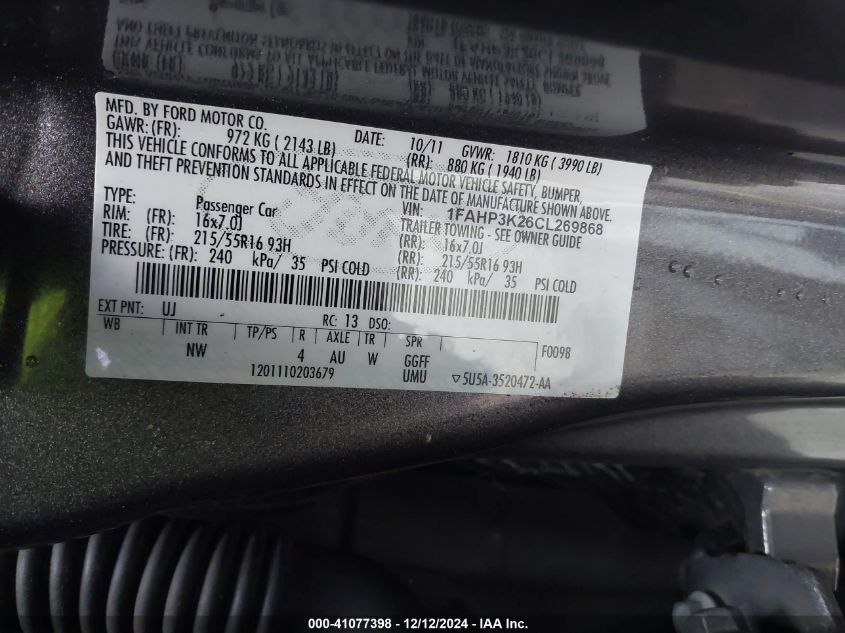 MFD. BY FORD MOTOR CO. DATE: 10/11 GVWR: 1810 KG ( 3990 LB)
GAWR: (FR): 972 KG ( 2143 LB) (RR): 880 KG ( 1940 LB)
THIS VEHICLE CONFORMS TO ALL APPLICABLE FEDERAL MOTOR VEHICLE SAFETY, BUMPER,
AND THEFT PREVENTION STANDARDS IN EFFECT ON THE DATE OF MANUFACTURE SHOWN ABOVE.
TYPE: Passenger Car VIN: 1FAHP3K26CL269868
TRAILER TOWING - SEE OWNER GUIDE
RIM: (FR): 16x7.0J (RR): 16x7.0J
TIRE: (FR): 215/55R16 93H (RR): 215/55R16 93H
PRESSURE: (FR): 240 kPa/ 35 PSI COLD (RR): 240 kPa/ 35 PSI COLD
EXT PNT: UJ RC: 13 DSO:
WB INT TR TP/PS R AXLE TR SPR F0098
NW 4 AU W GGFF
1201110203679 UMU ▽5U5A-3520472-AA
000-41077398 - 12/12/2024 - IAA Inc.